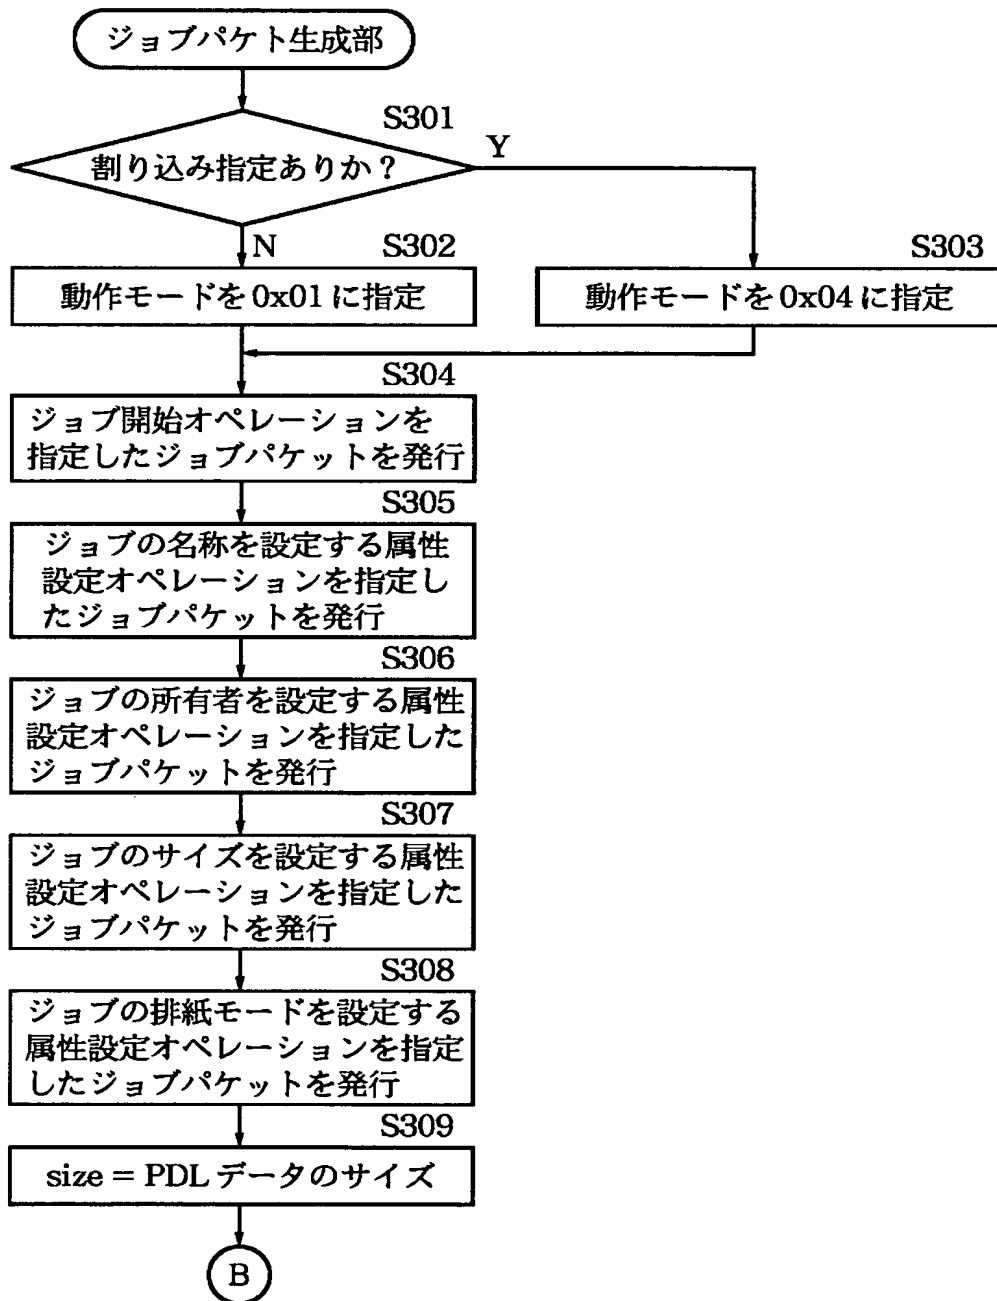 ジョブパケト生成部
S301
割り込み指定ありか？
Y
N
S302
S303
動作モードを0x01に指定
動作モードを0x04に指定
S304
ジョブ開始オペレーションを
指定したジョブパケットを発行
S305
ジョブの名称を設定する属性
設定オペレーションを指定し
たジョブパケットを発行
S306
ジョブの所有者を設定する属性
設定オペレーションを指定した
ジョブパケットを発行
S307
ジョブのサイズを設定する属性
設定オペレーションを指定した
ジョブパケットを発行
S308
ジョブの排紙モードを設定する
属性設定オペレーションを指定
したジョブパケットを発行
S309
size = PDLデータのサイズ
B